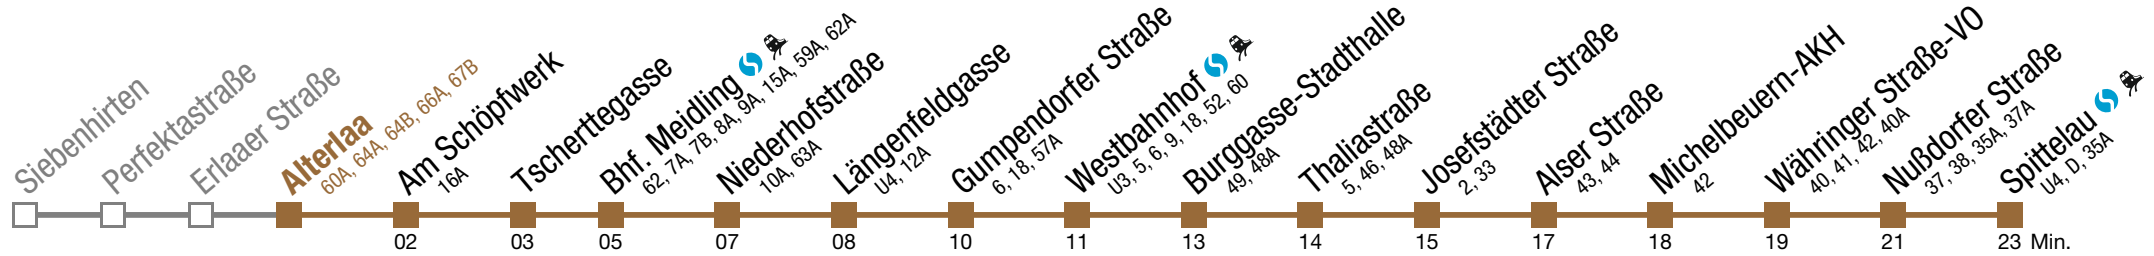 Siebenhirten
Perfektastraße
Erlaaer Straße
Alterlaa
60A, 64A, 64B, 66A, 67B
Am Schöpfwerk
16A
Tscherttegasse
Bhf. Meidling
62, 7A, 7B, 8A, 9A, 15A, 59A, 62A
Niederhofstraße
10A, 63A
Längenfeldgasse
U4, 12A
Gumpendorfer Straße
6, 18, 57A
Westbahnhof
U3, 5, 6, 9, 18, 52, 60
Burggasse-Stadthalle
49, 48A
Thaliastraße
5, 46, 48A
Josefstädter Straße
2, 33
Alser Straße
43, 44
Michelbeuern-AKH
42
Währinger Straße-VO
40, 41, 42, 40A
Nußdorfer Straße
37, 38, 35A, 37A
Spittelau
U4, D, 35A
02 03 05 07 08 10 11 13 14 15 17 18 19 21 23 Min.